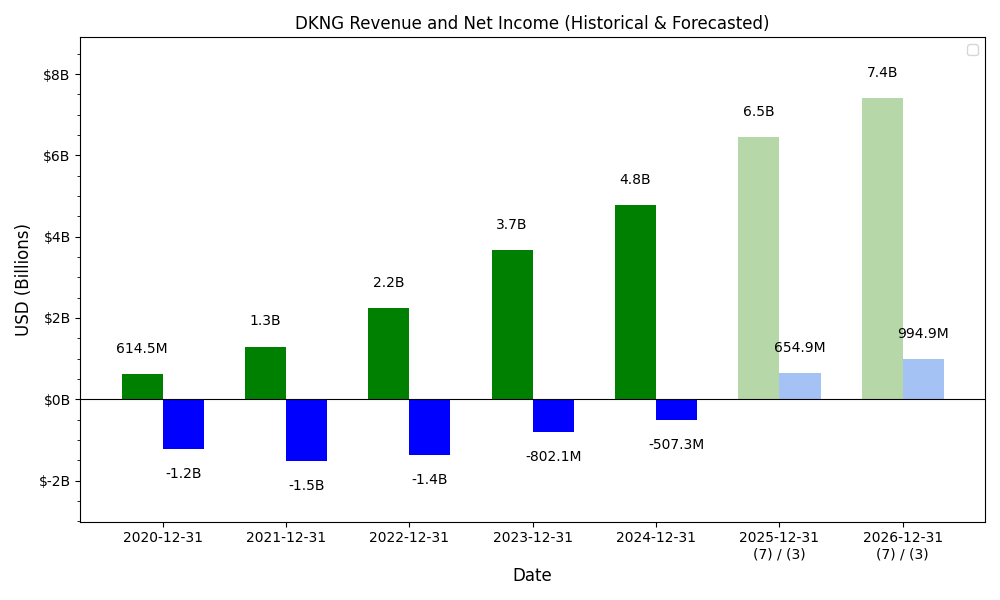 DKNG Revenue and Net Income (Historical & Forecasted)
$8B
$6B
$4B
$2B
$0B
$-2B
USD (Billions)
614.5M
1.3B
2.2B
3.7B
4.8B
6.5B
7.4B
-1.2B
-1.5B
-1.4B
-802.1M
-507.3M
654.9M
994.9M
2020-12-31
2021-12-31
2022-12-31
2023-12-31
2024-12-31
2025-12-31
(7) / (3)
2026-12-31
(7) / (3)
Date